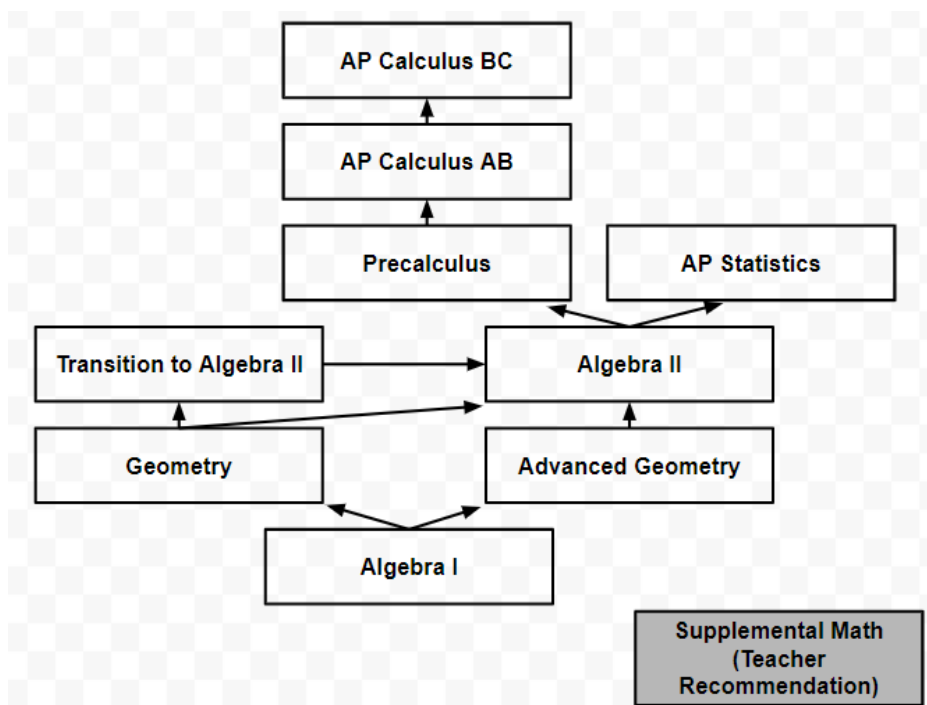 AP Calculus BC
AP Calculus AB
Precalculus
AP Statistics
Transition to Algebra II
Algebra II
Geometry
Advanced Geometry
Algebra I
Supplemental Math
(Teacher
Recommendation)